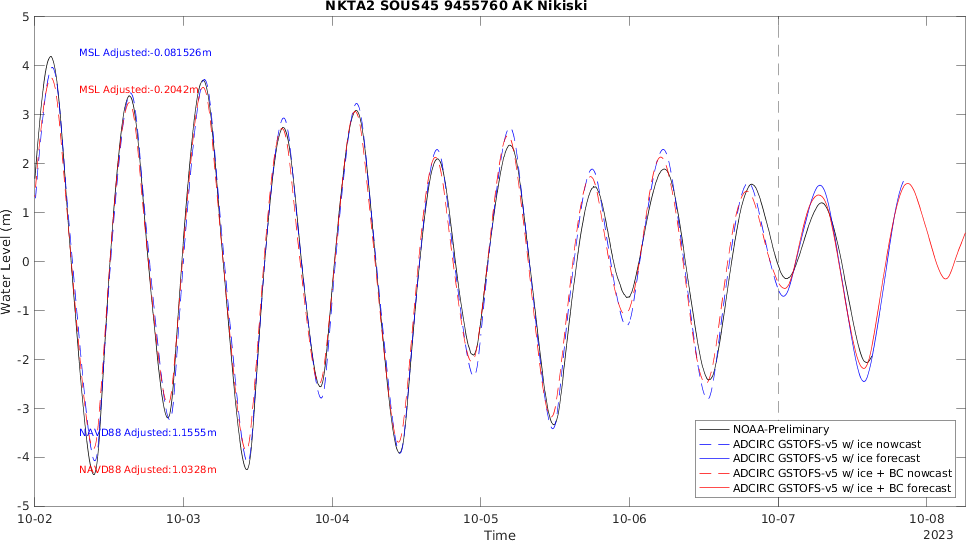 NKTA2 SOUS45 9455760 AK Nikiski
5
4
3
2
1
0
-1
-2
-3
-4
-5
Water Level (m)
MSL Adjusted:-0.081526m
MSL Adjusted:-0.2042m
NAVD88 Adjusted:1.1555m
NAVD88 Adjusted:1.0328m
NOAA-Preliminary
ADCIRC GSTOFS-v5 w/ ice nowcast
ADCIRC GSTOFS-v5 w/ ice forecast
ADCIRC GSTOFS-v5 w/ ice + BC nowcast
ADCIRC GSTOFS-v5 w/ ice + BC forecast
10-02 10-03 10-04 10-05 10-06 10-07 10-08
Time
2023